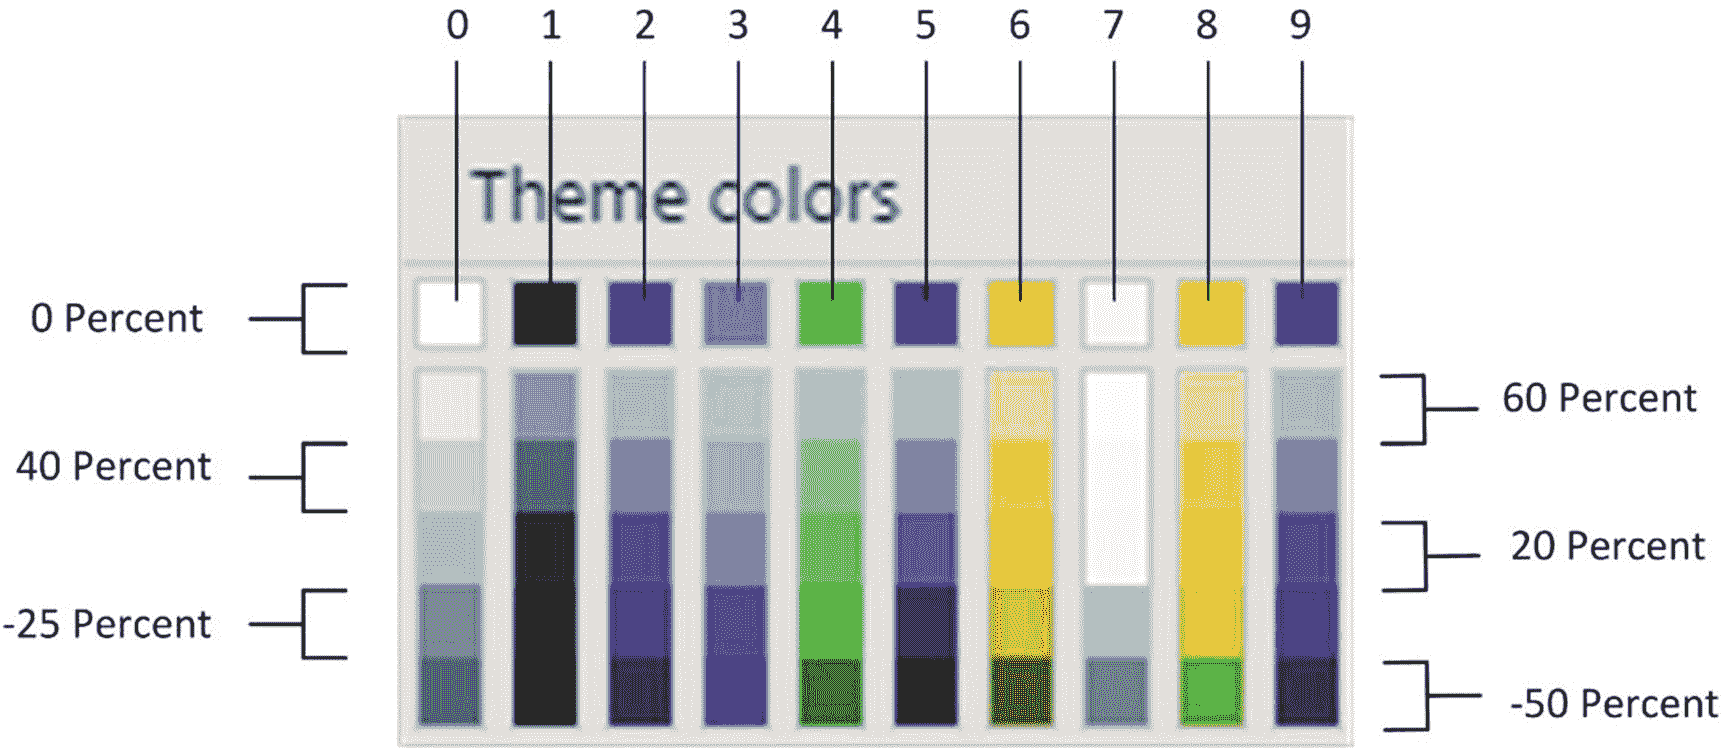 0 1 2 3 4 5 6 7 8 9
Theme colors
0 Percent
60 Percent
40 Percent
20 Percent
-25 Percent
-50 Percent